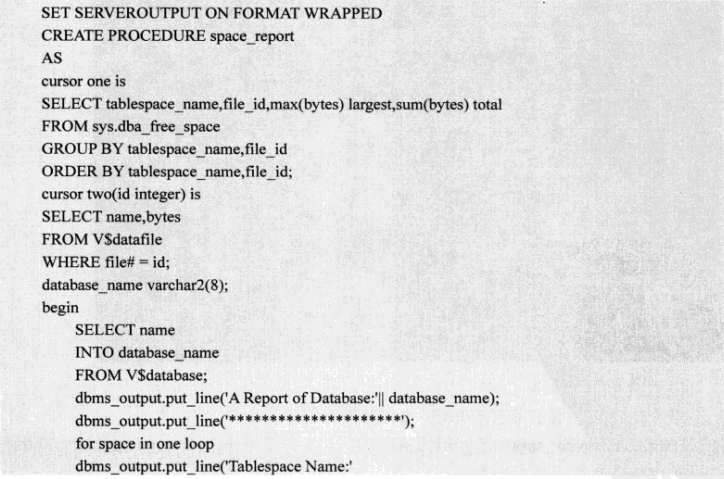 SET SERVEROUTPUT ON FORMAT WRAPPED
CREATE PROCEDURE space_report
AS
cursor one is
SELECT tablespace_name,file_id,max(bytes) largest,sum(bytes) total
FROM sys.dba_free_space
GROUP BY tablespace_name,file_id
ORDER BY tablespace_name,file_id;
cursor two(id integer) is
SELECT name,bytes
FROM V$datafile
WHERE file# = id;
database_name varchar2(8);
begin
SELECT name
INTO database_name
FROM V$database;
dbms_output.put_line('A Report of Database:'|| database_name);
dbms_output.put_line('*********************');
for space in one loop
dbms_output.put_line('Tablespace Name:'